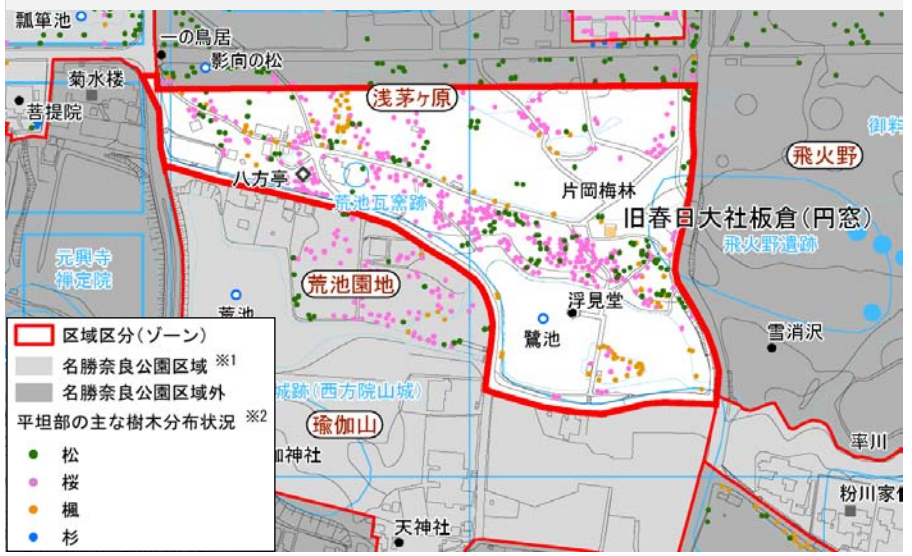 瓢箪池
一の鳥居
影向の松
菊水楼
菩提院
浅茅ヶ原
御料
飛火野
八方亭
片岡梅林
荒池瓦窯跡
旧春日大社板倉(円窓)
飛火野遺跡
元興寺
禅定院
荒池園地
荒池
浮見堂
鷺池
雪消沢
城跡(西方院山城)
瑜伽山
伽神社
天神社
率川
粉川家
区域区分(ゾーン)
名勝奈良公園区域 ※1
名勝奈良公園区域外
平坦部の主な樹木分布状況 ※2
松
桜
楓
杉